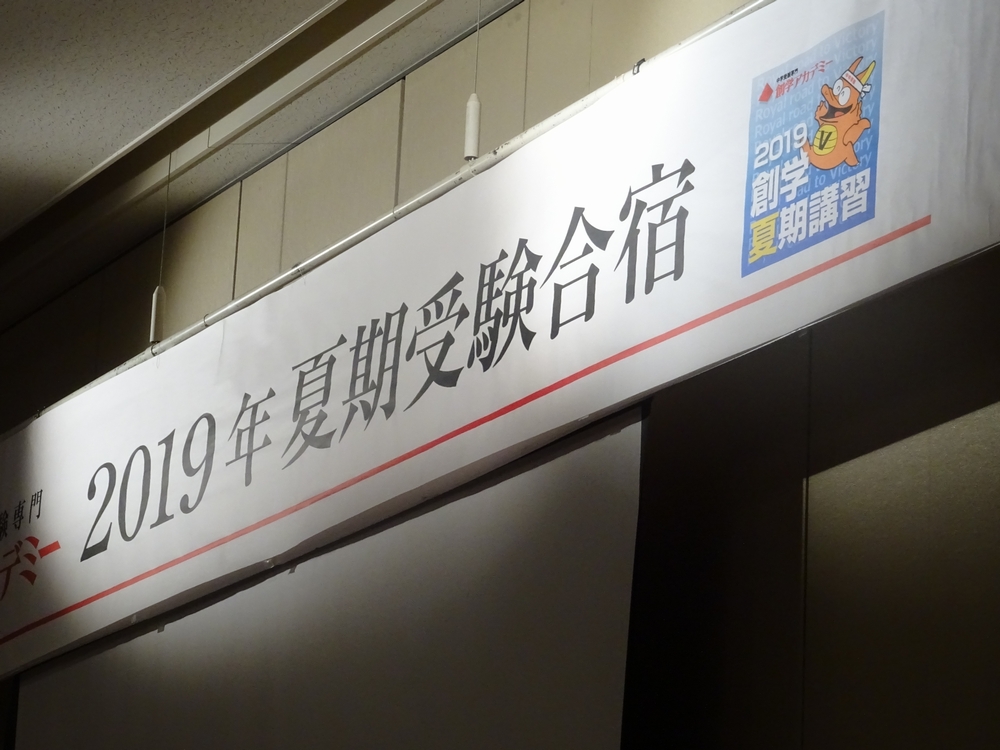 験専門
デミー
2019年 夏期受験合宿
創学アカデミー
2019
創学
夏期講習
V